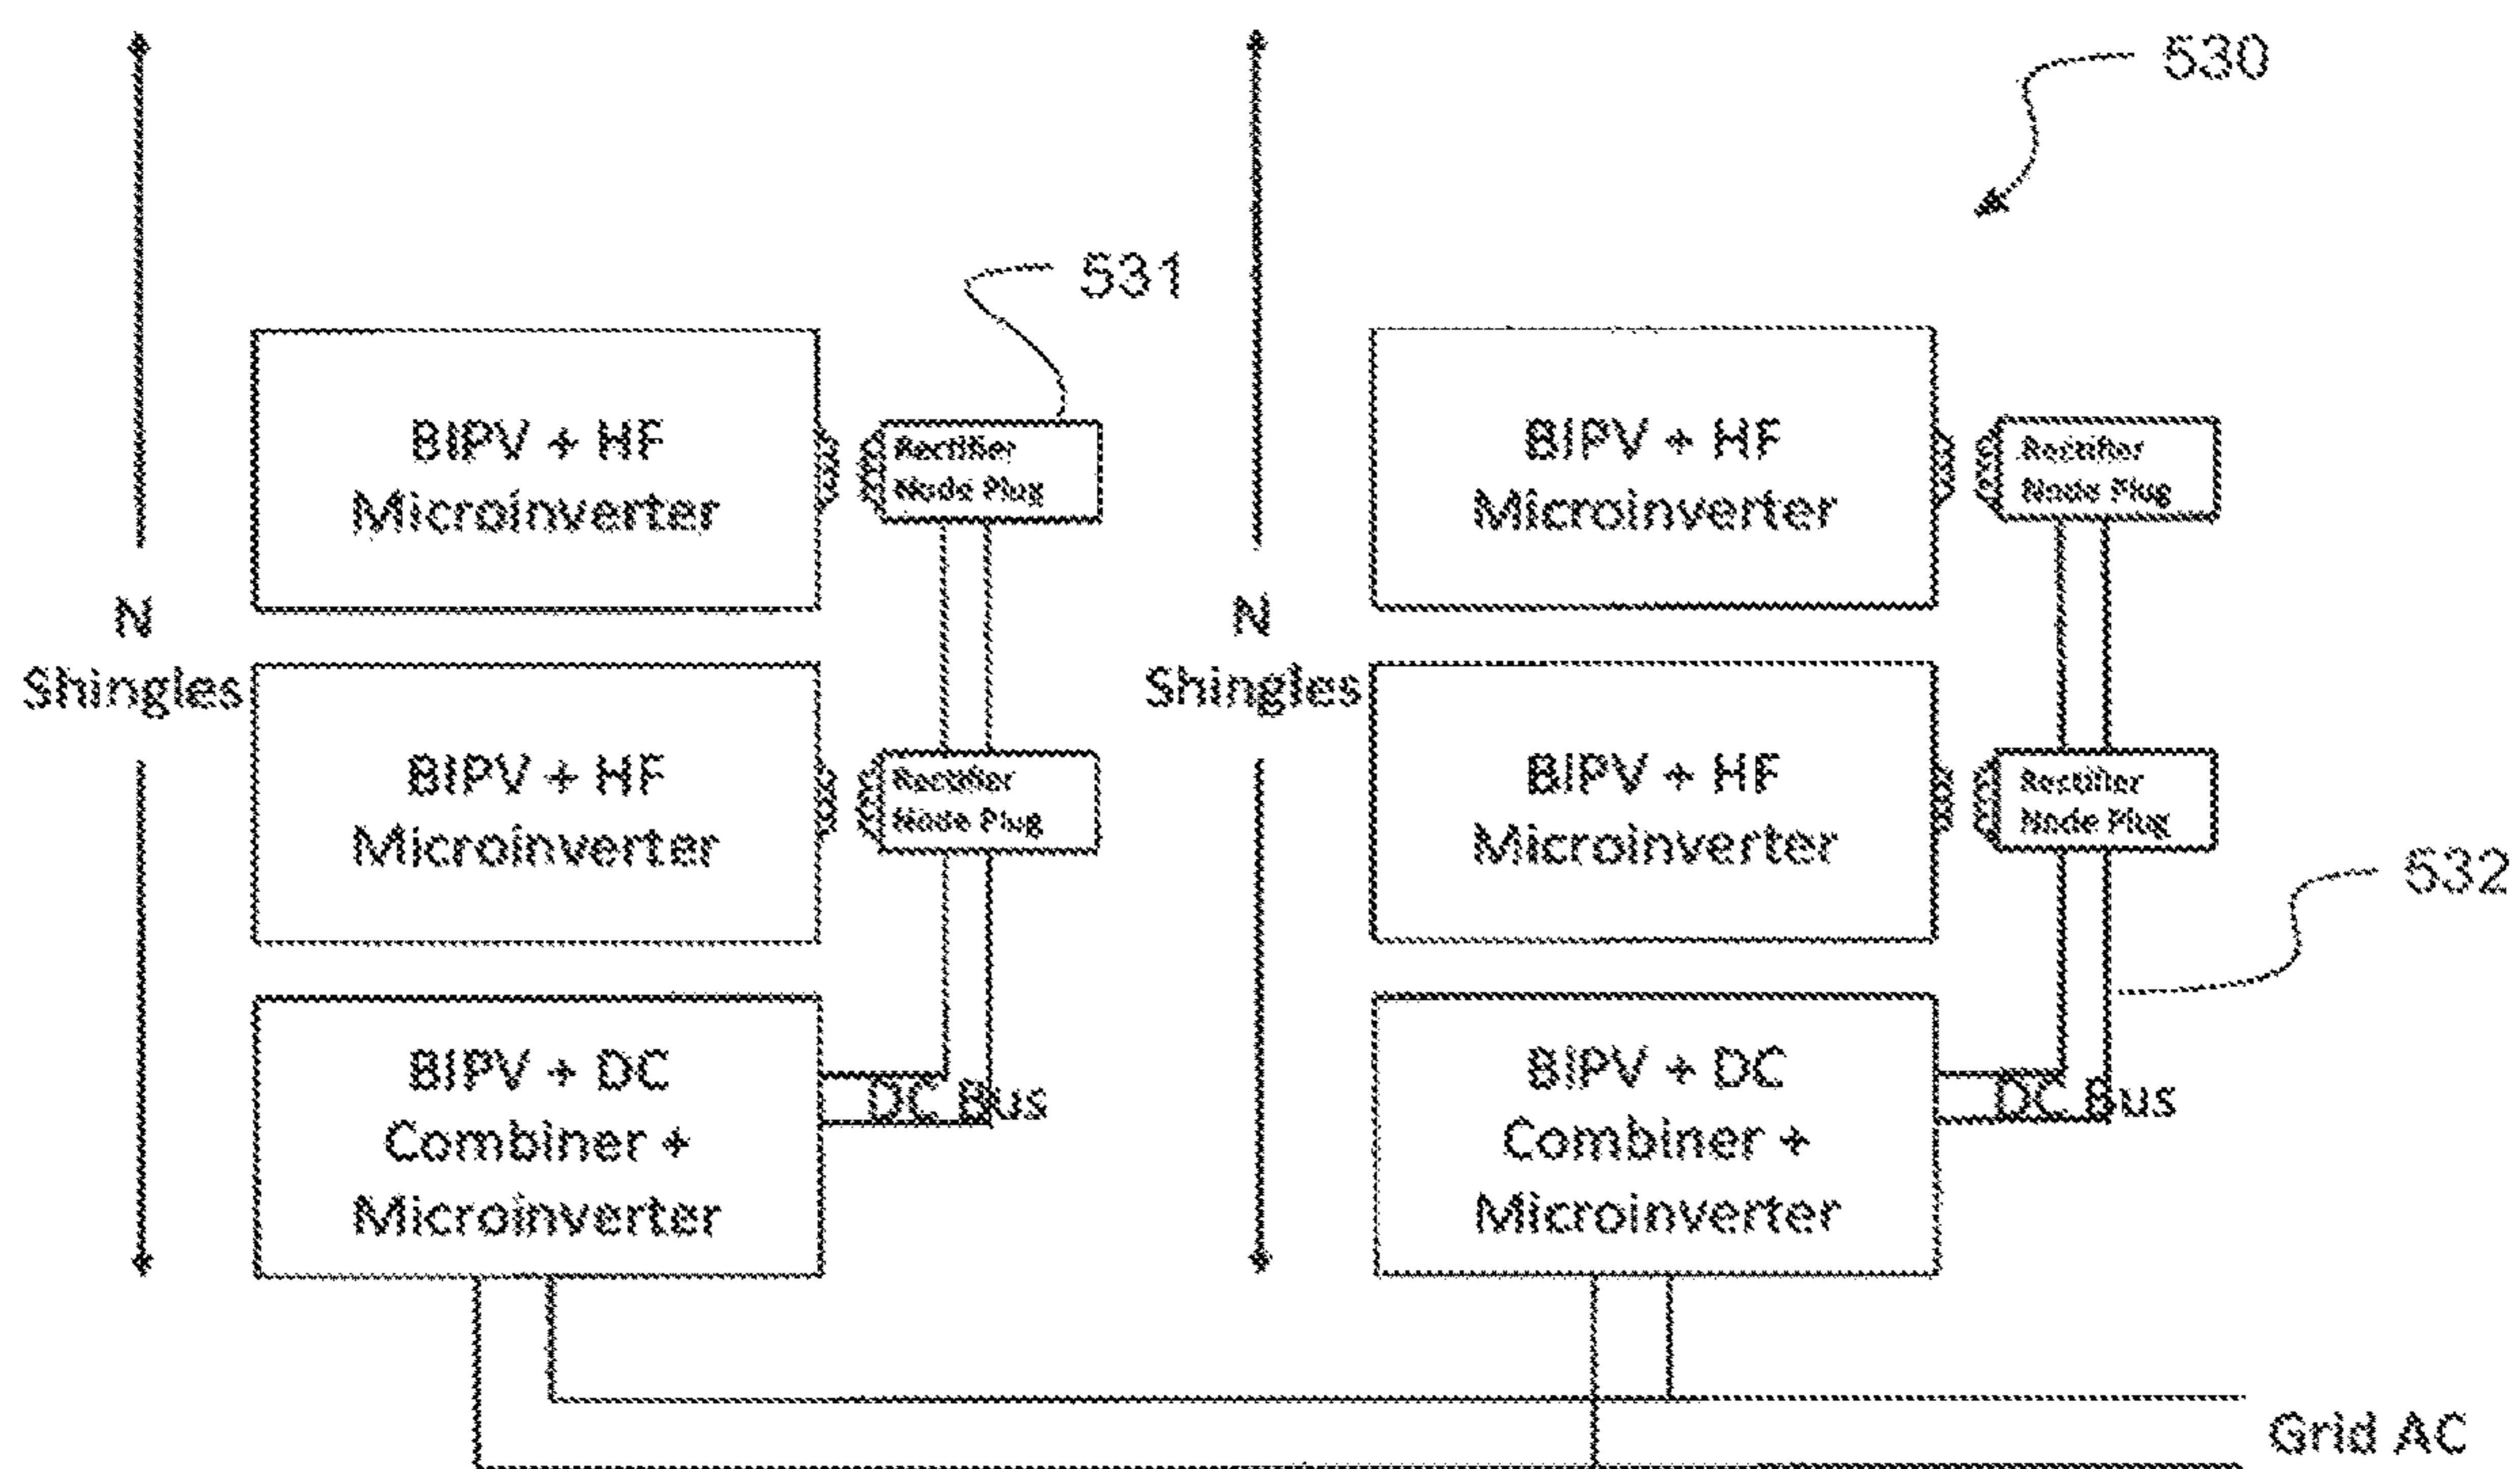 530
531
BIPV + HF
Microinverter
Rectifier
Node Plug
BIPV + HF
Microinverter
Rectifier
Node Plug
N
Shingles
N
Shingles
BIPV + HF
Microinverter
Rectifier
Node Plug
BIPV + HF
Microinverter
Rectifier
Node Plug
532
BIPV + DC
Combiner +
Microinverter
DC Bus
BIPV + DC
Combiner +
Microinverter
DC Bus
Grid AC